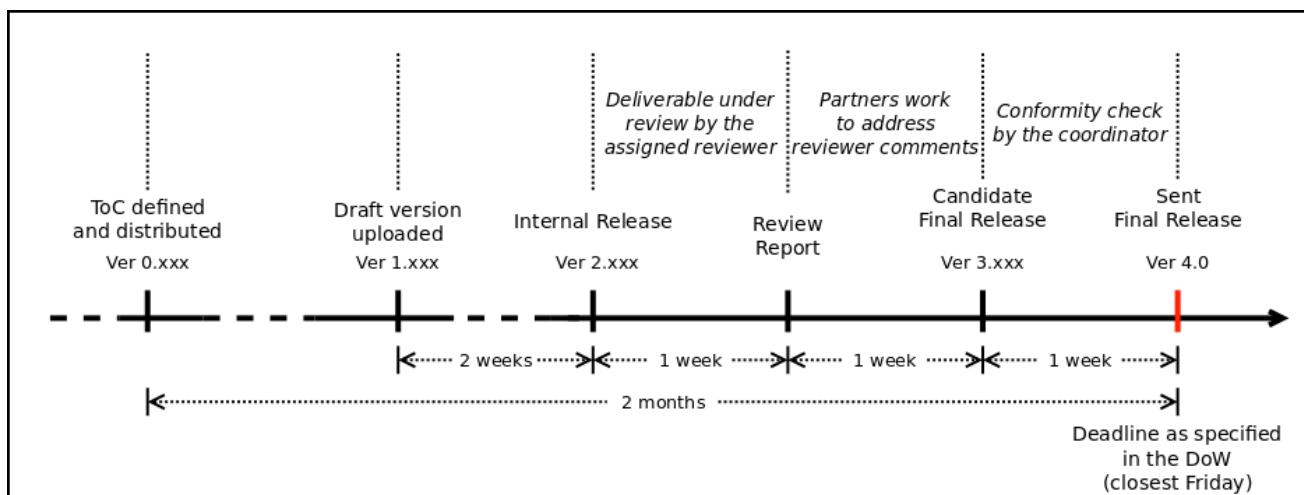 Deliverable under
review by the
assigned reviewer
Partners work
to address
reviewer comments
Conformity check
by the coordinator
ToC defined
and distributed
Ver 0.xxx
Draft version
uploaded
Ver 1.xxx
Internal Release
Ver 2.xxx
Review
Report
Candidate
Final Release
Ver 3.xxx
Sent
Final Release
Ver 4.0
2 weeks
1 week
1 week
1 week
2 months
Deadline as specified
in the DoW
(closest Friday)